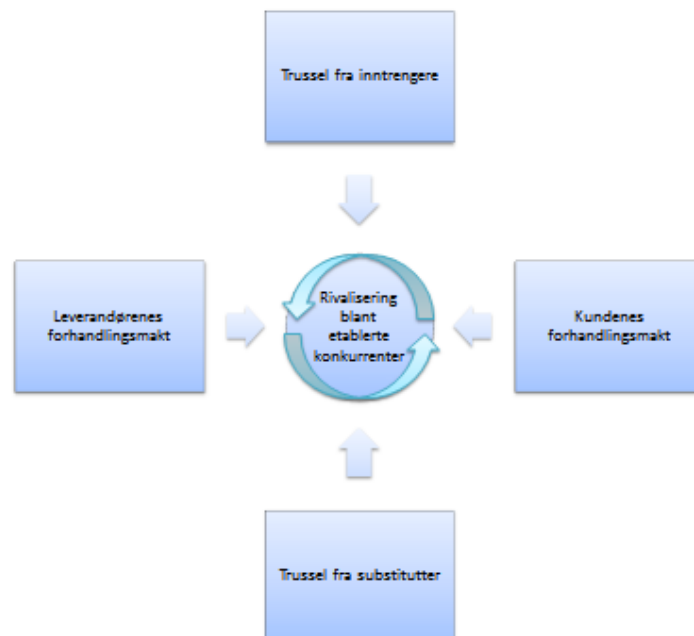 Trussel fra inntrengere
Leverandørenes
forhandlingsmakt
Rivalisering
blant
etablerte
konkurrenter
Kundenes
forhandlingsmakt
Trussel fra substitutter